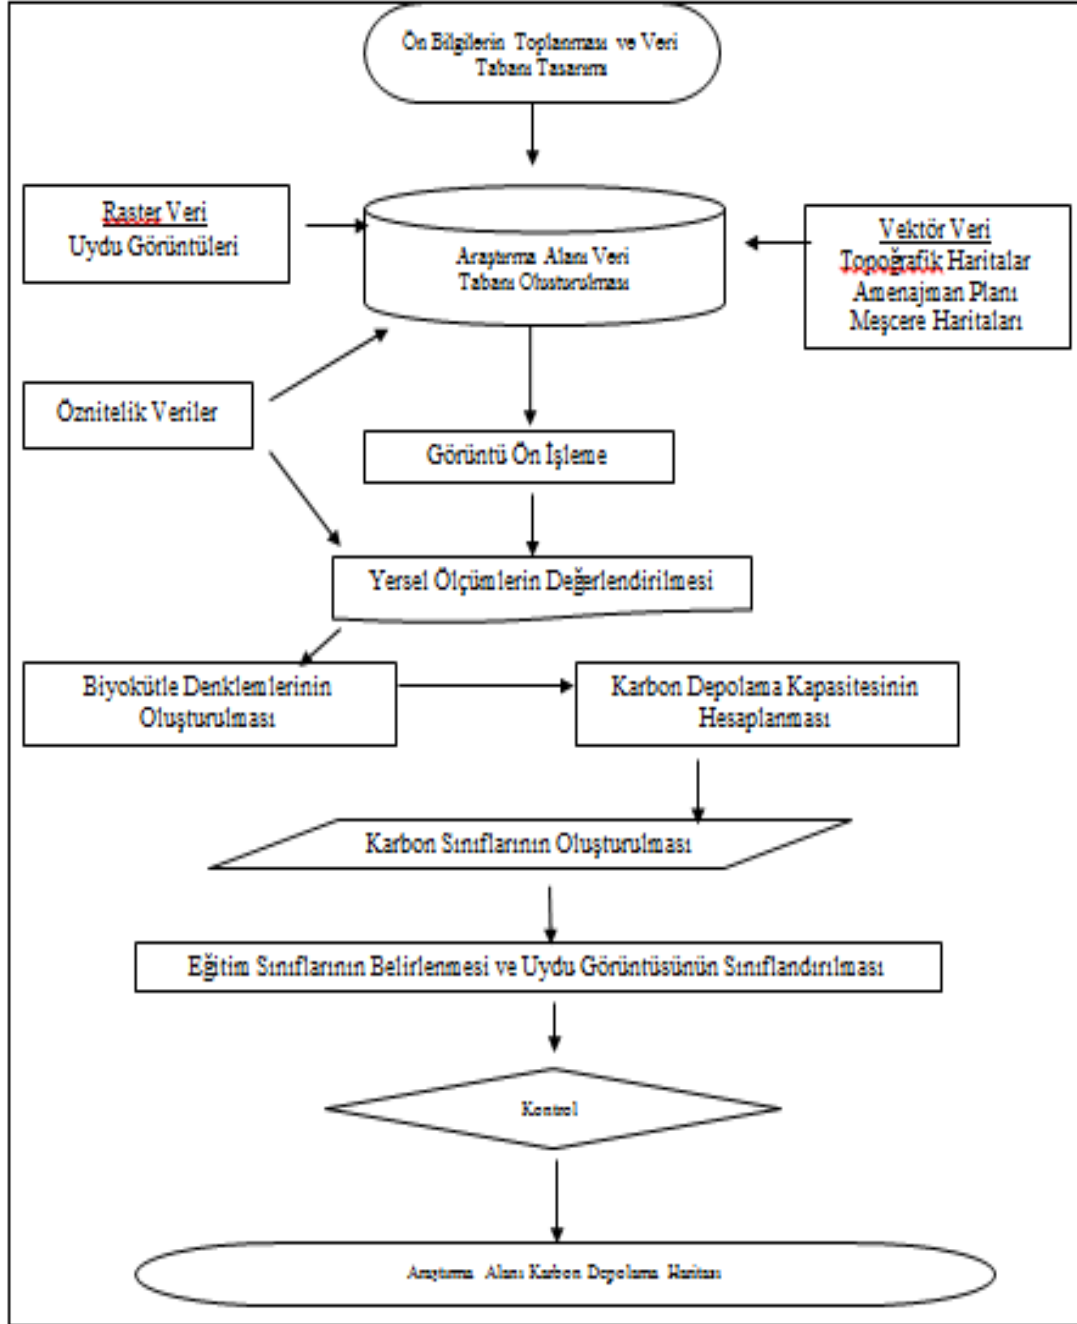 Ön Bilgilerin Toplanması ve Veri
Tabanı Tasarımı
Raster Veri
Uydu Görüntüleri
Araştırma Alanı Veri
Tabanı Oluşturulması
Vektör Veri
Topoğrafik Haritalar
Amenajman Planı
Meşcere Haritaları
Öznitelik Veriler
Görüntü Ön İşleme
Yersel Ölçümlerin Değerlendirilmesi
Biyokütle Denklemlerinin
Oluşturulması
Karbon Depolama Kapasitesinin
Hesaplanması
Karbon Sınıflarının Oluşturulması
Eğitim Sınıflarının Belirlenmesi ve Uydu Görüntüsünün Sınıflandırılması
Kontrol
Araştırma Alanı Karbon Depolama Haritası